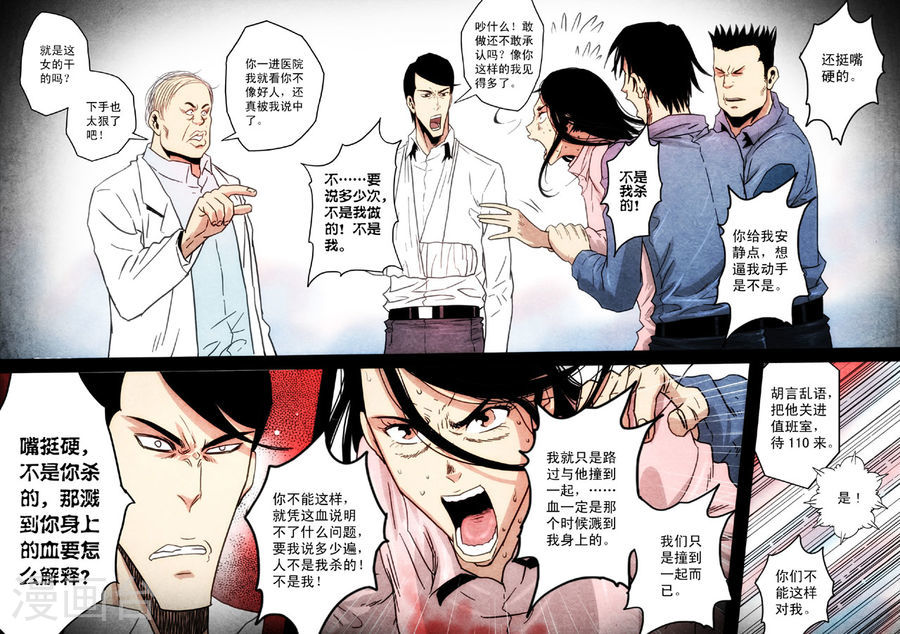 就是这
女的干
的吗？
下手也
太狠了
吧！
你一进医院
我就看你不
像好人，还
真被我说中
了。
吵什么！敢
做还不敢承
认吗？像你
这样的我见
得多了。
不……要
说多少次，
不是我做
的！不是
我。
不是
我杀
的！
还挺嘴
硬的。
你给我安
静点，想
逼我动手
是不是。
嘴挺硬，
不是你杀
的，那溅
到你身上
的血要怎
么解释？
你不能这样，
就凭这血说明
不了什么问题，
要我说多少遍，
人不是我杀的！
不是我！
我就只是路
过与他撞到
一起，……
血一定是那
个时候溅到
我身上的。
我们只
是撞到
一起而
已。
胡言乱语，
把他关进
值班室，
待 110 来。
是！
你们不
能这样
对我。